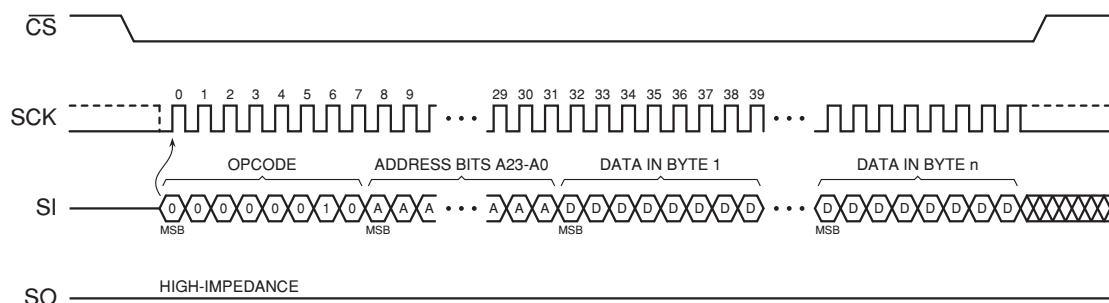 CS
SCK
0 1 2 3 4 5 6 7 8 9 29 30 31 32 33 34 35 36 37 38 39
OPCODE ADDRESS BITS A23-A0 DATA IN BYTE 1 DATA IN BYTE n
SI
0 0 0 0 0 0 1 0 A A A A A A D D D D D D D D D D D D D D D D
MSB MSB MSB MSB
SO
HIGH-IMPEDANCE